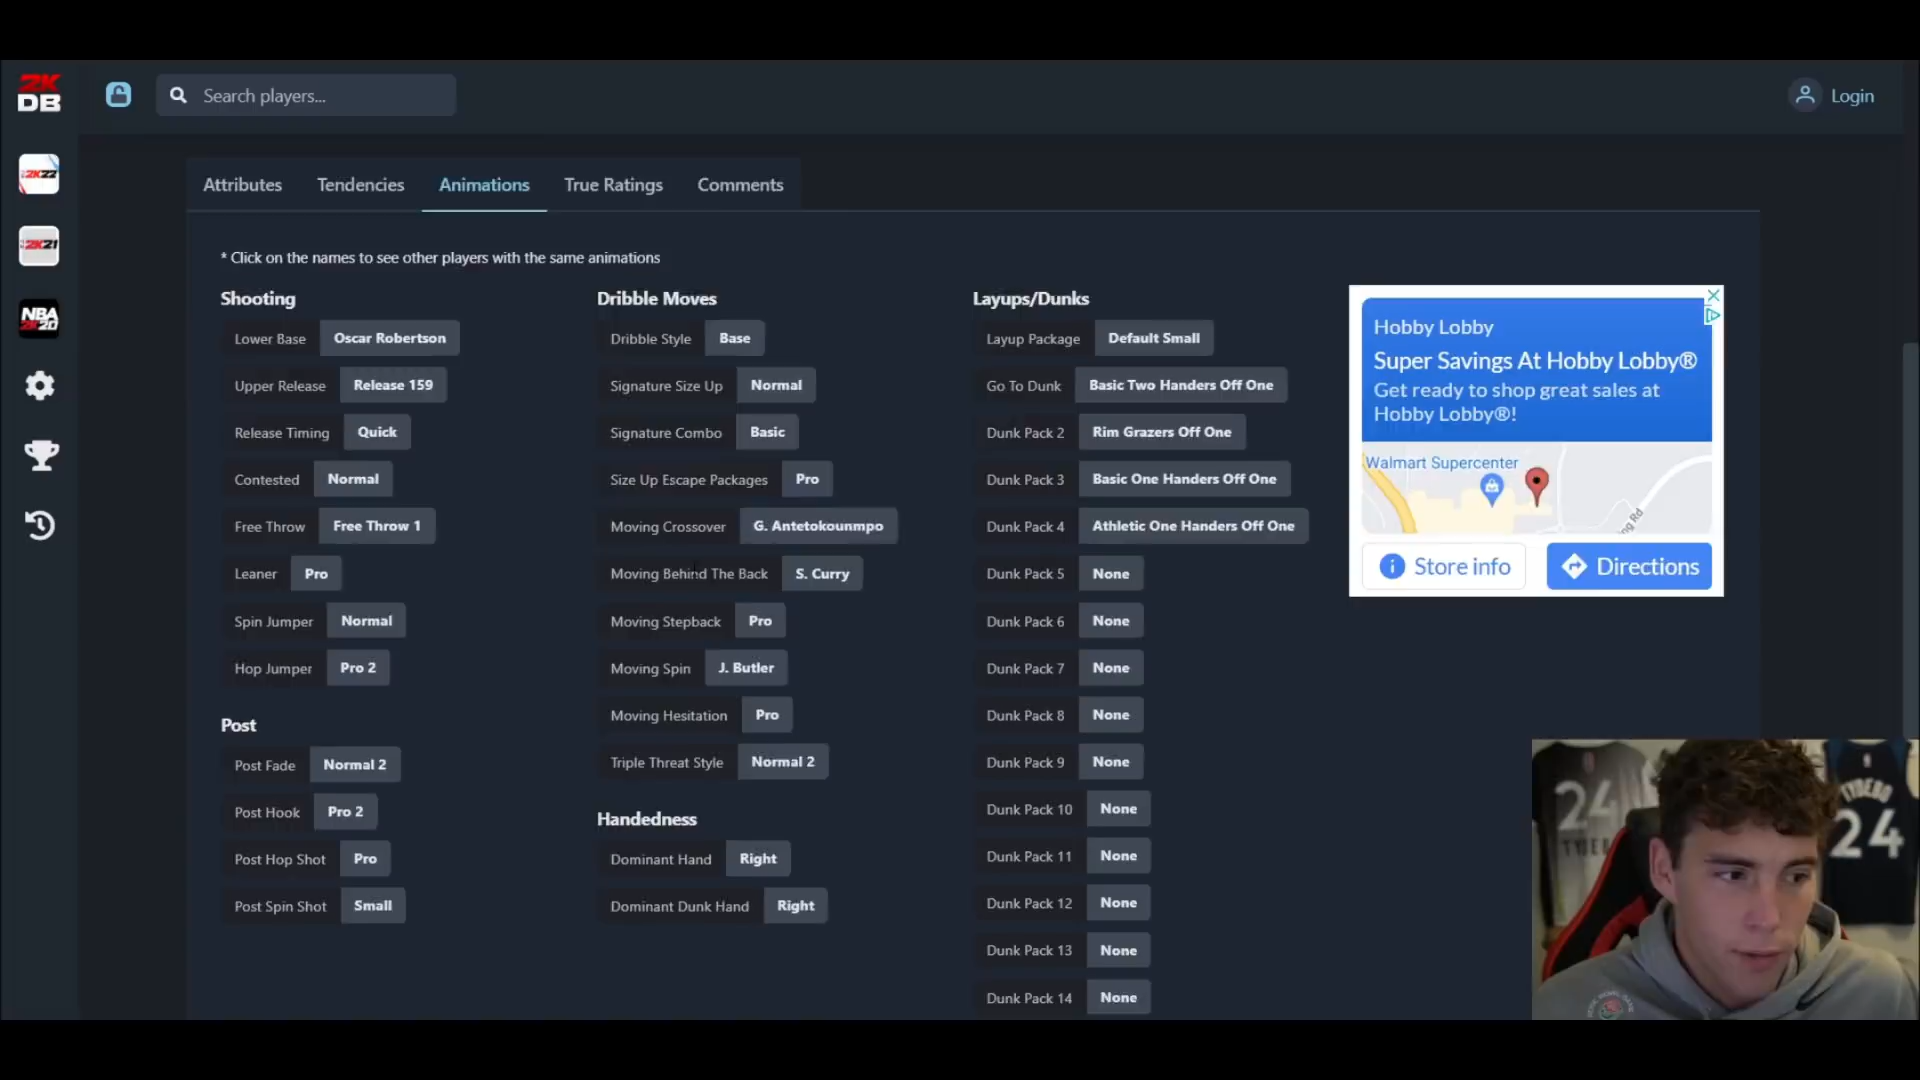 2K
DB
Search players...
Login
2K22
2K21
NBA
2K20
Attributes
Tendencies
Animations
True Ratings
Comments
* Click on the names to see other players with the same animations
Shooting
Lower Base Oscar Robertson
Upper Release Release 159
Release Timing Quick
Contested Normal
Free Throw Free Throw 1
Leaner Pro
Spin Jumper Normal
Hop Jumper Pro 2
Post
Post Fade Normal 2
Post Hook Pro 2
Post Hop Shot Pro
Post Spin Shot Small
Dribble Moves
Dribble Style Base
Signature Size Up Normal
Signature Combo Basic
Size Up Escape Packages Pro
Moving Crossover G. Antetokounmpo
Moving Behind The Back S. Curry
Moving Stepback Pro
Moving Spin J. Butler
Moving Hesitation Pro
Triple Threat Style Normal 2
Handedness
Dominant Hand Right
Dominant Dunk Hand Right
Layups/Dunks
Layup Package Default Small
Go To Dunk Basic Two Handers Off One
Dunk Pack 2 Rim Grazers Off One
Dunk Pack 3 Basic One Handers Off One
Dunk Pack 4 Athletic One Handers Off One
Dunk Pack 5 None
Dunk Pack 6 None
Dunk Pack 7 None
Dunk Pack 8 None
Dunk Pack 9 None
Dunk Pack 10 None
Dunk Pack 11 None
Dunk Pack 12 None
Dunk Pack 13 None
Dunk Pack 14 None
Hobby Lobby
Super Savings At Hobby Lobby®
Get ready to shop great sales at
Hobby Lobby®!
Walmart Supercenter
ng Rd
Store info
Directions
24
TYDEBO
24